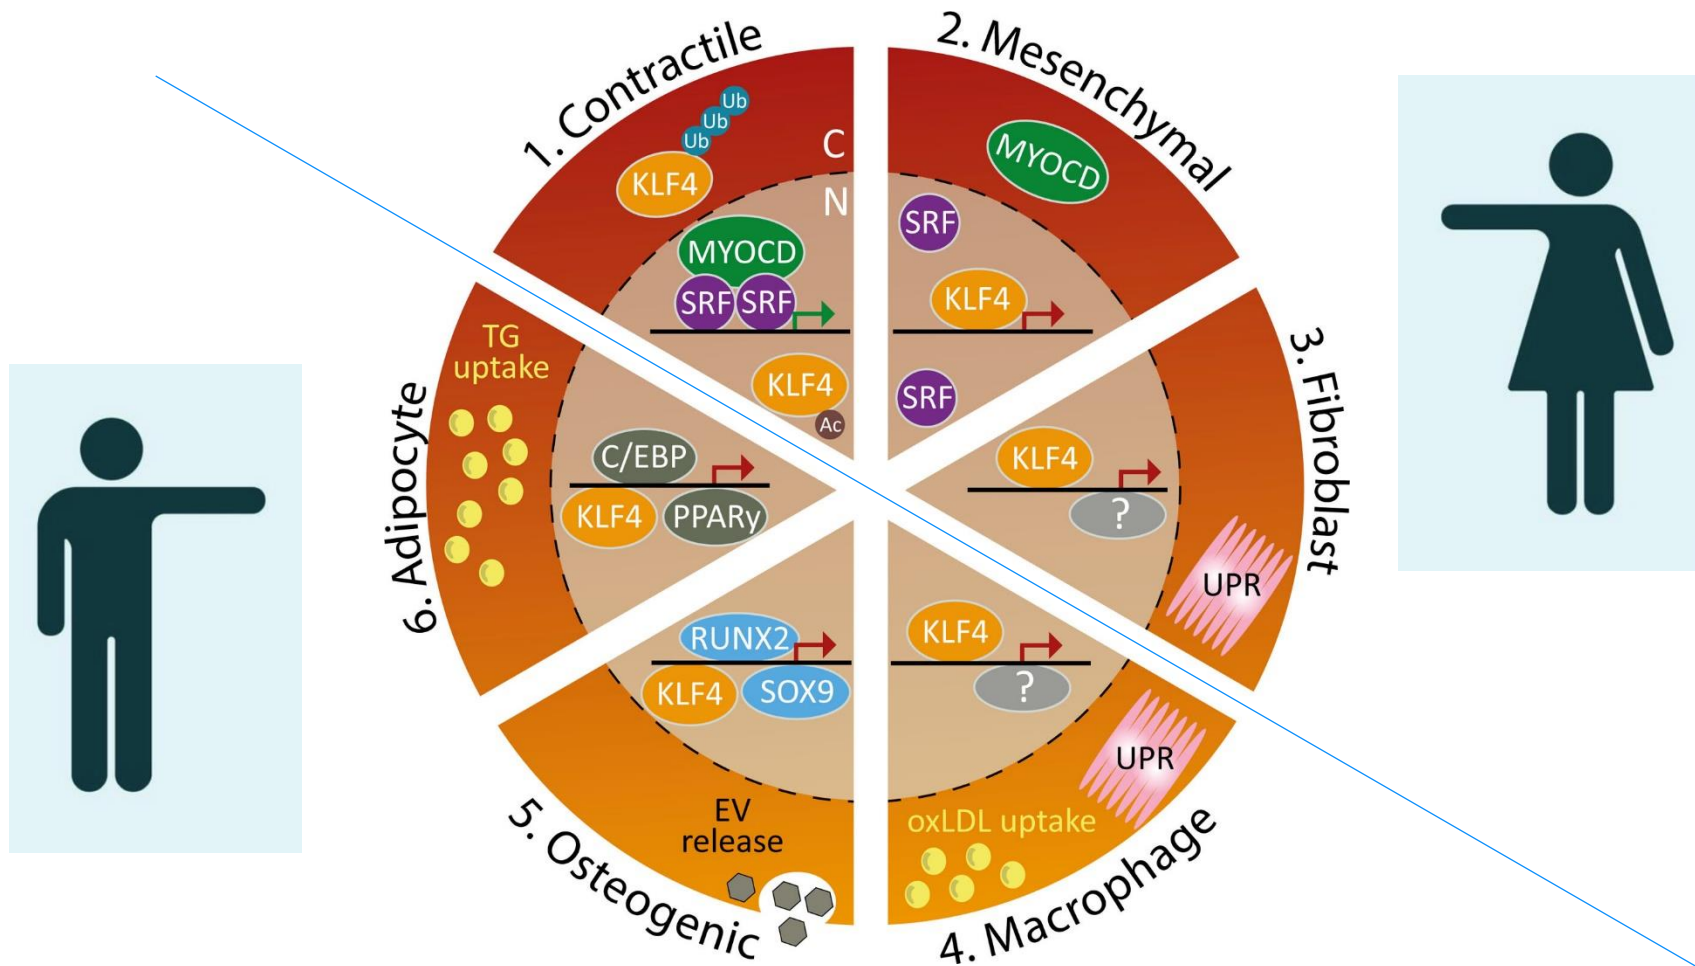 1. Contractile
Ub
Ub
Ub
KLF4
C
N
MYOCD
SRF SRF
KLF4
Ac
2. Mesenchymal
MYOCD
SRF
KLF4
SRF
3. Fibroblast
KLF4
?
UPR
4. Macrophage
KLF4
?
UPR
oxLDL uptake
5. Osteogenic
RUNX2
KLF4 SOX9
EV
release
6. Adipocyte
TG
uptake
C/EBP
KLF4 PPARγ